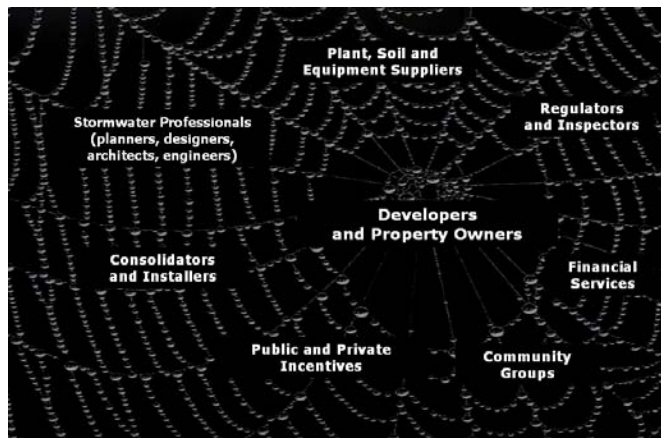 Plant, Soil and
Equipment Suppliers
Regulators
and Inspectors
Stormwater Professionals
(planners, designers,
architects, engineers)
Developers
and Property Owners
Consolidators
and Installers
Financial
Services
Public and Private
Incentives
Community
Groups